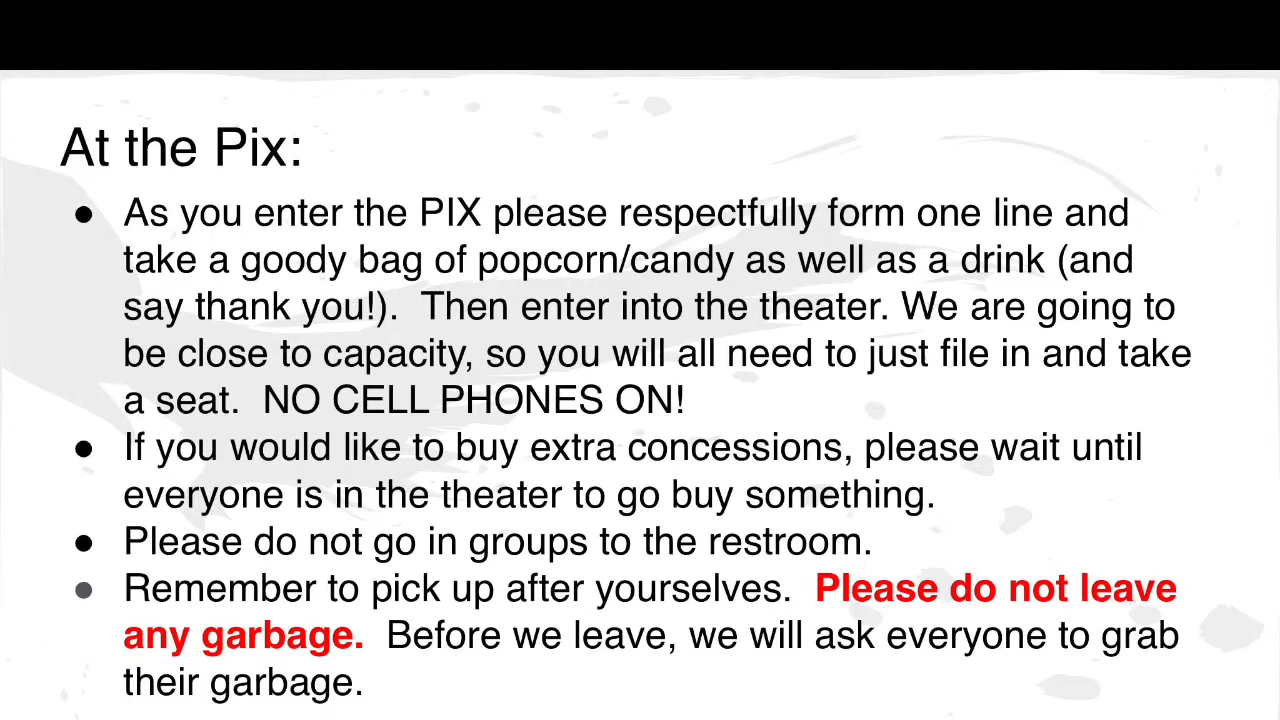 At the Pix:
● As you enter the PIX please respectfully form one line and
take a goody bag of popcorn/candy as well as a drink (and
say thank you!).  Then enter into the theater. We are going to
be close to capacity, so you will all need to just file in and take
a seat.  NO CELL PHONES ON!
● If you would like to buy extra concessions, please wait until
everyone is in the theater to go buy something.
● Please do not go in groups to the restroom.
● Remember to pick up after yourselves.  Please do not leave
any garbage.  Before we leave, we will ask everyone to grab
their garbage.